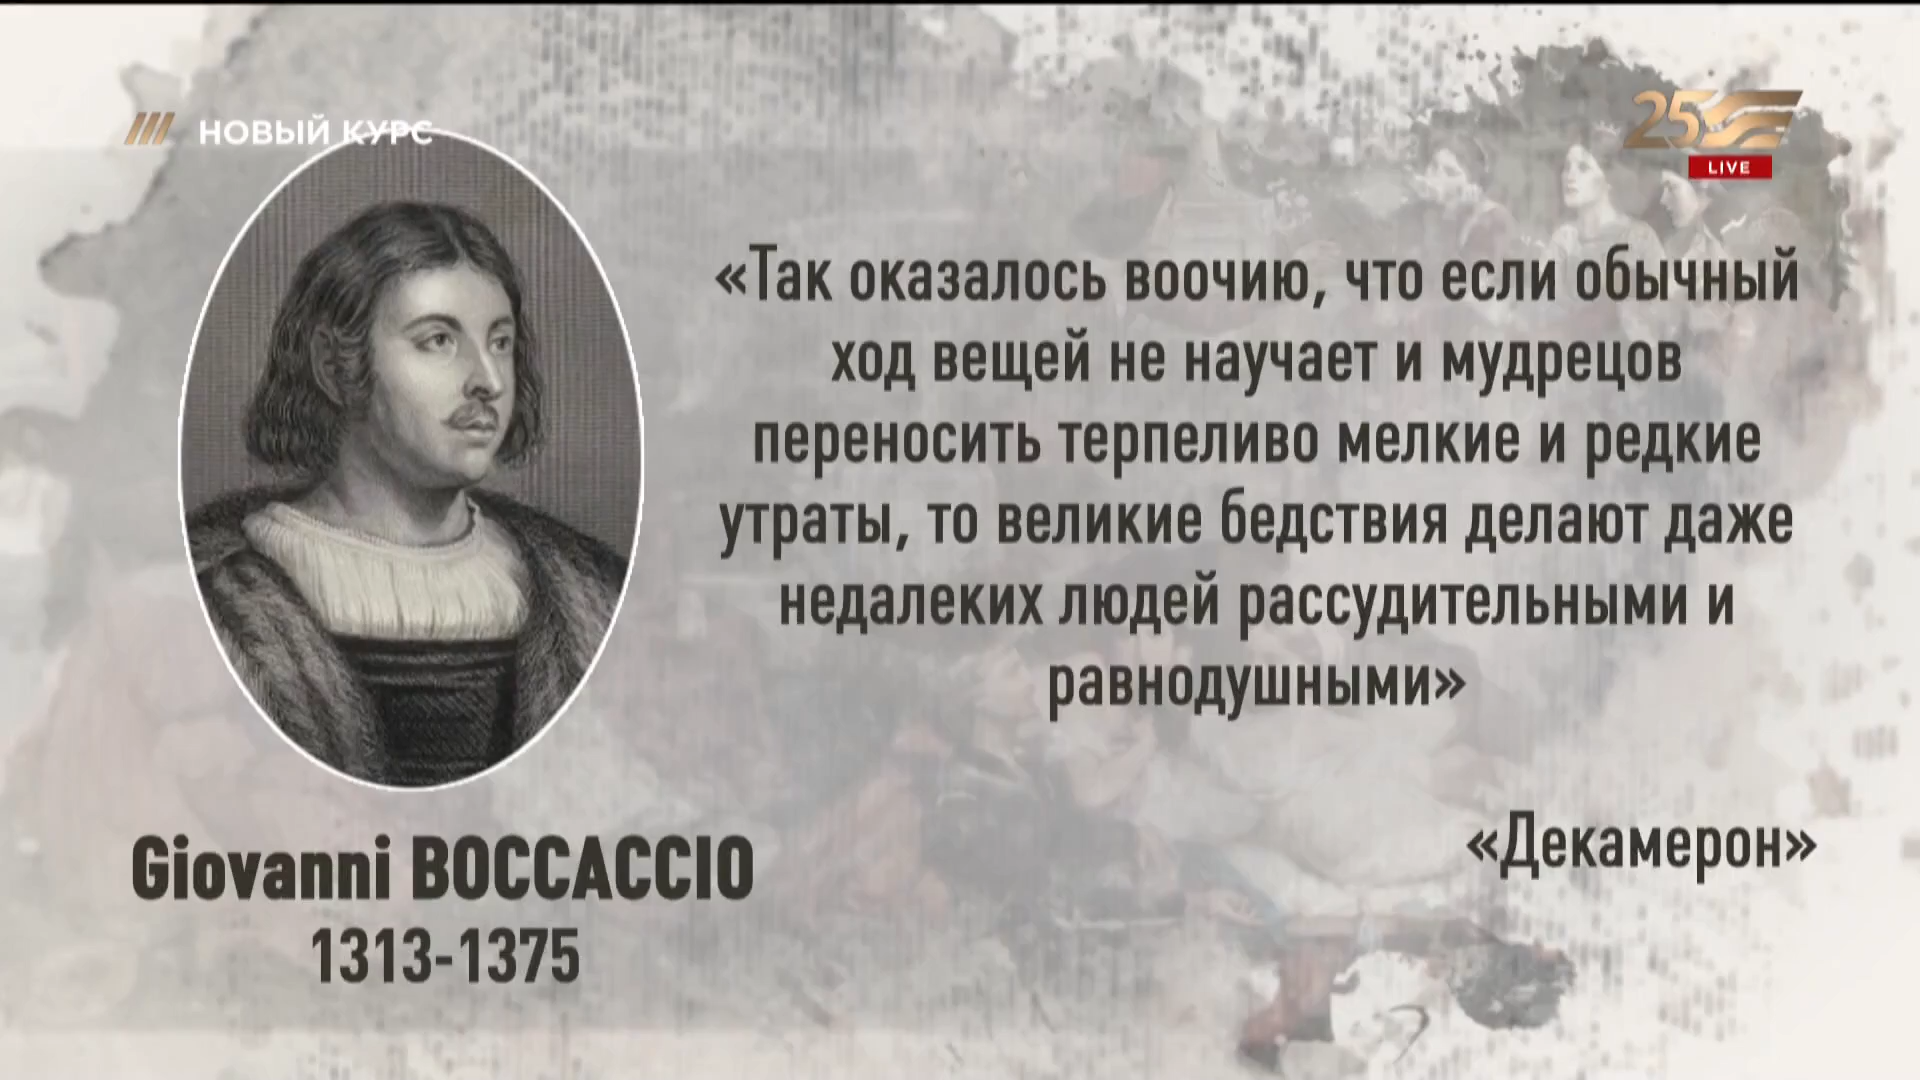 НОВЫЙ КУРС
25
LIVE
«Так оказалось воочию, что если обычный
ход вещей не научает и мудрецов
переносить терпеливо мелкие и редкие
утраты, то великие бедствия делают даже
недалеких людей рассудительными и
равнодушными»
«Декамерон»
Giovanni BOCCACCIO
1313-1375